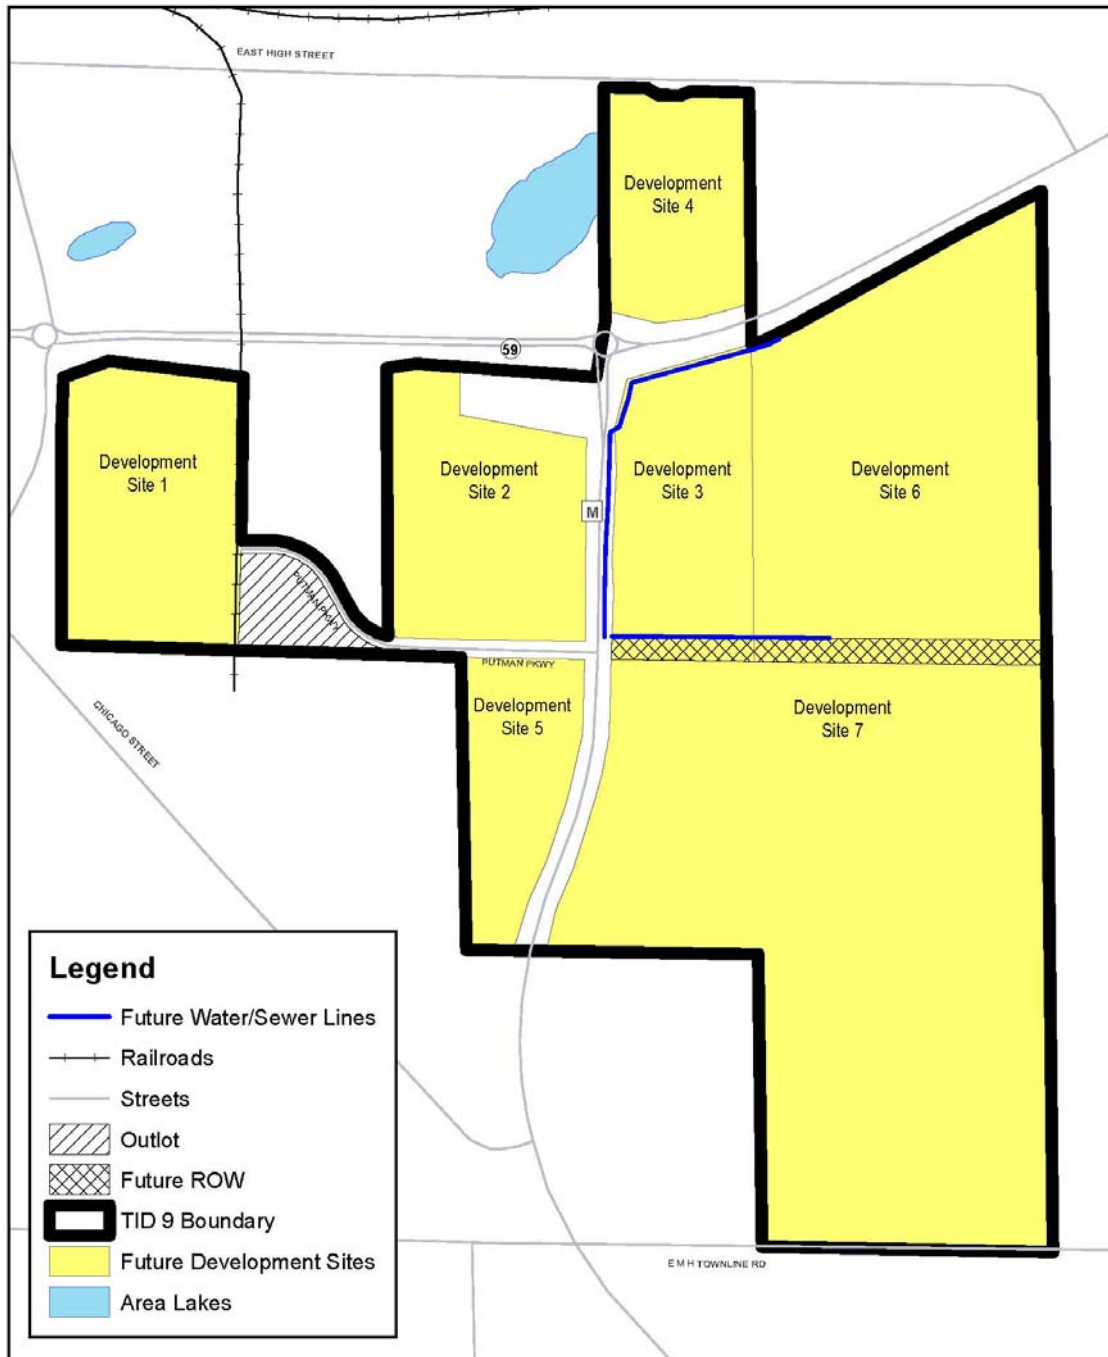 EAST HIGH STREET
Development
Site 4
59
Development
Site 1
Development
Site 2
M
Development
Site 3
Development
Site 6
PUTMAN PKWY
PUTMAN PKWY
Development
Site 5
Development
Site 7
CHICAGO STREET
Legend
Future Water/Sewer Lines
Railroads
Streets
Outlot
Future ROW
TID 9 Boundary
Future Development Sites
Area Lakes
E M H TOWNLINE RD